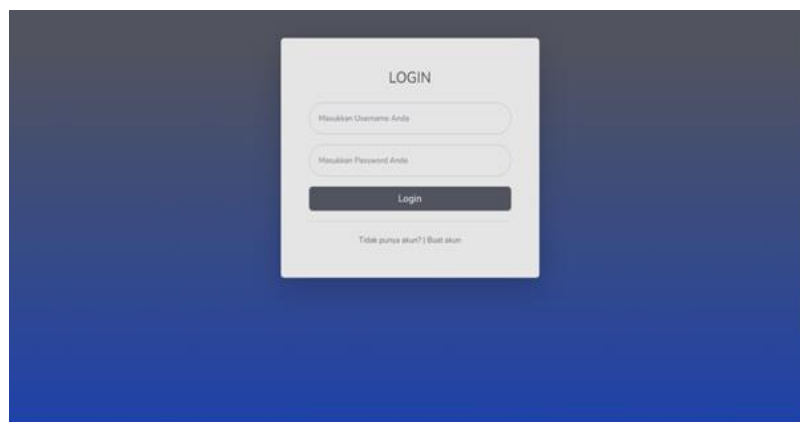 LOGIN
Masukkan Username Anda
Masukkan Password Anda
Login
Tidak punya akun? | Buat akun